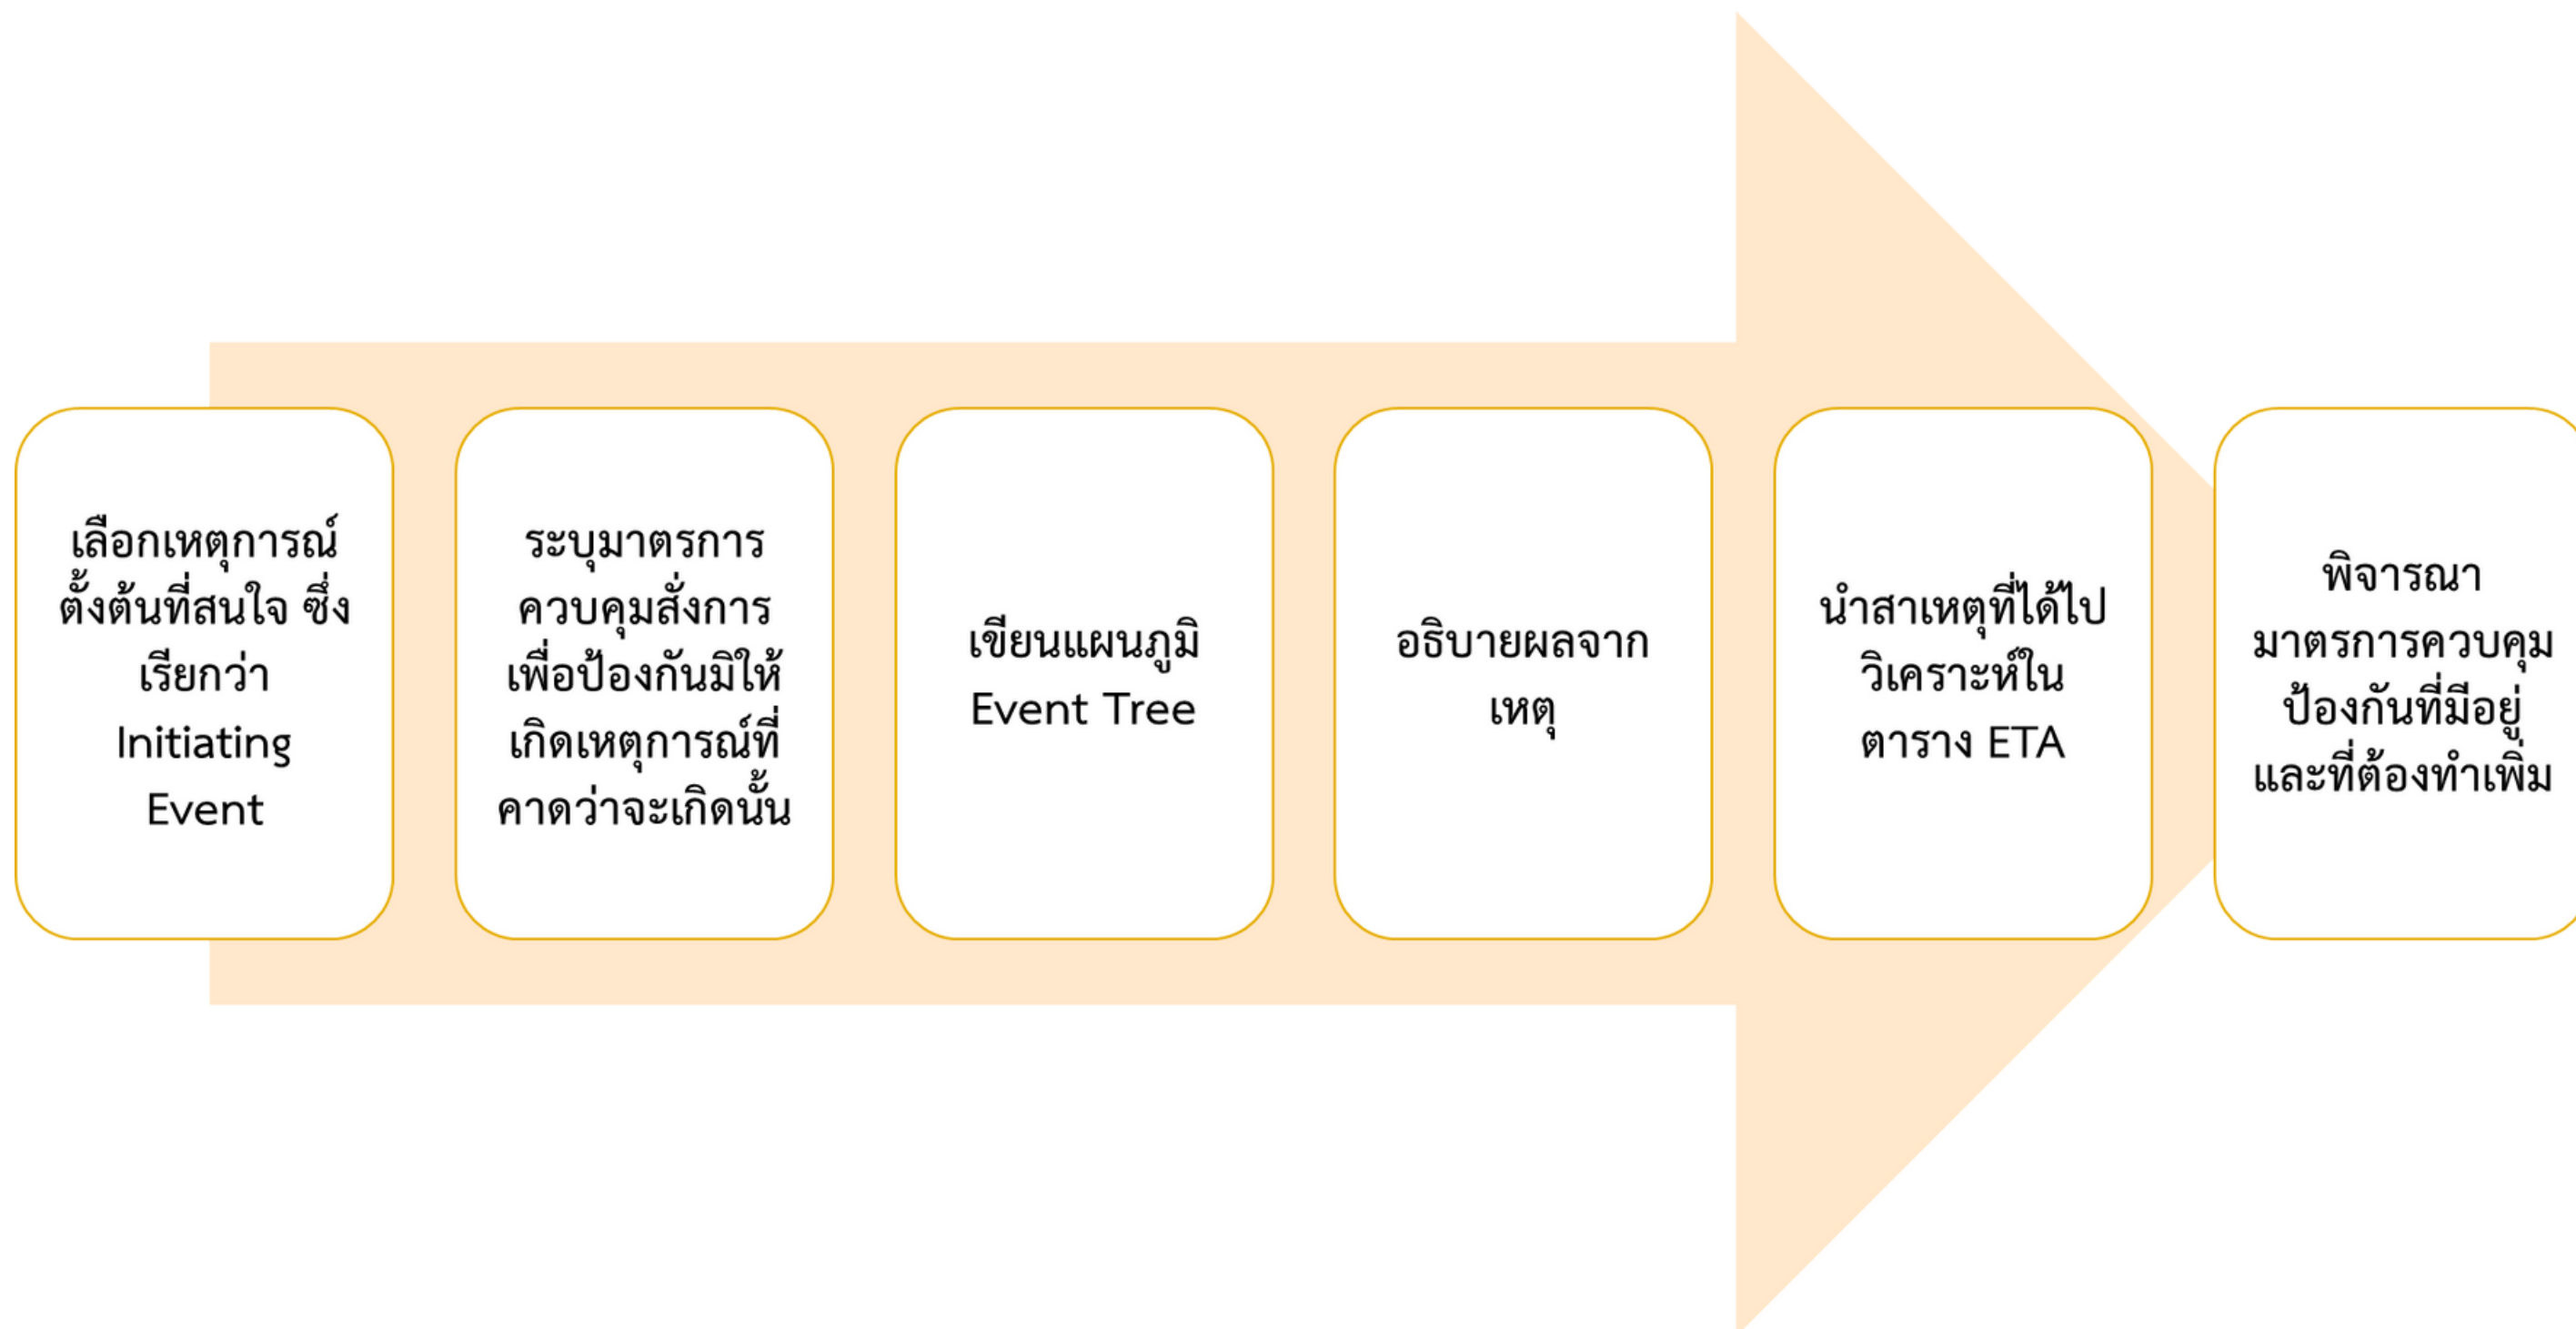 เลือกเหตุการณ์
ตั้งต้นที่สนใจ ซึ่ง
เรียกว่า
Initiating
Event
ระบุมาตรการ
ควบคุมสั่งการ
เพื่อป้องกันมิให้
เกิดเหตุการณ์ที่
คาดว่าจะเกิดนั้น
เขียนแผนภูมิ
Event Tree
อธิบายผลจาก
เหตุ
นำสาเหตุที่ได้ไป
วิเคราะห์ใน
ตาราง ETA
พิจารณา
มาตรการควบคุม
ป้องกันที่มีอยู่
และที่ต้องทำเพิ่ม